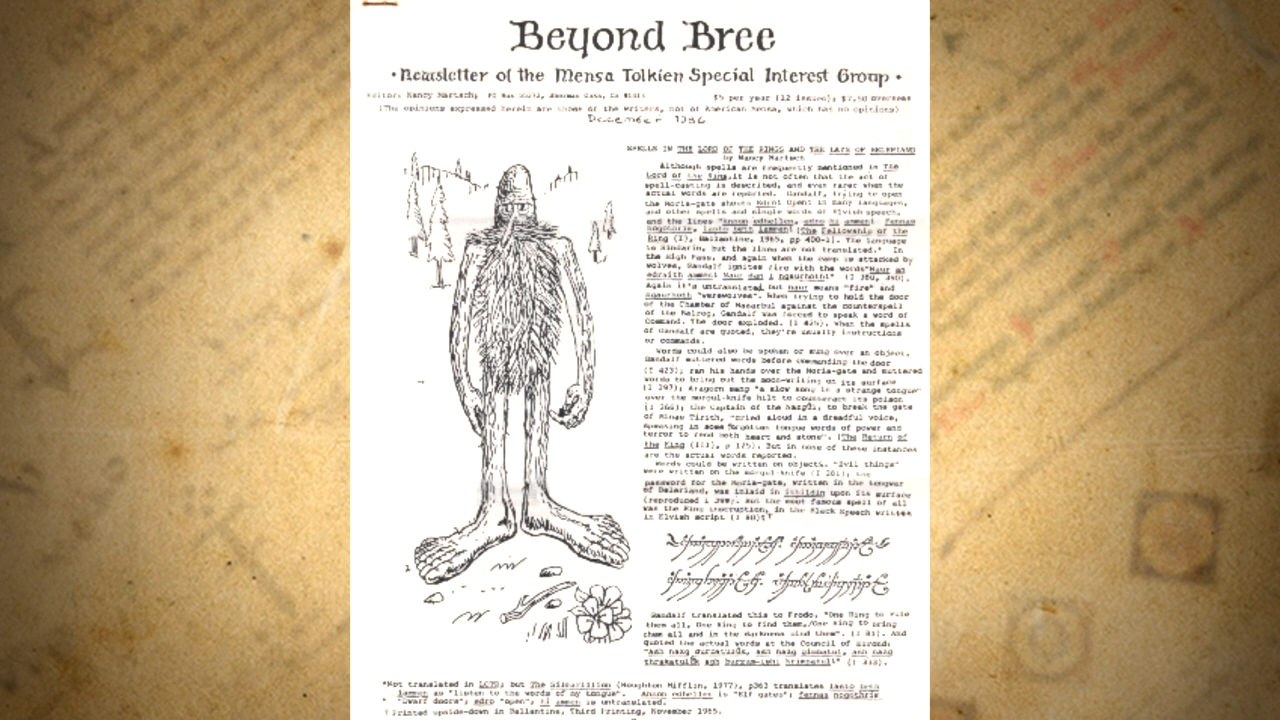 Beyond Bree
• Newsletter of the Mensa Tolkien Special Interest Group •
Editor: Nancy Martsch, $5 per year (12 issues); $7.50 overseas
(The opinions expressed herein are those of the writers, not of American Mensa, which has no opinions)
December 1986
SPELLS IN THE LORD OF THE RINGS AND THE LAYS OF BELERIAND
by Nancy Martsch
Although spells are frequently mentioned in The
Lord of the Rings, it is not often that the act of
spell-casting is described, and even rarer when the
actual words are reported. Gandalf, trying to open
the Moria-gate shouts Edro! Open! in many languages,
and other spells and single words of Elvish speech,
and the lines "Annon edhellen, edro hi ammen! Fennas
nogothrim, lasto beth lammen! (The Fellowship of the
Ring (I), Ballantine, 1965, pp 400-1). The language
is Sindarin, but the lines are not translated.* In
the High Pass, and again when the camp is attacked by
wolves, Gandalf ignites fire with the words "Naur an
edraith ammen! Naur dan i ngaurhoth!" (I 380, 390).
Again it's untranslated, but naur means "fire" and
ngaurhoth "werewolves". When trying to hold the door
of the Chamber of Mazarbul against the counterspell
of the Balrog, Gandalf was forced to speak a word of
Command. The door exploded. (I 425). When the spells
of Gandalf are quoted, they're usually instructions
or commands.
Words could also be spoken or sung over an object.
Gandalf muttered words before commanding the door
(I 423); ran his hands over the Moria-gate and muttered
words to bring out the moon-writing on its surface
(I 397); Aragorn sang "a slow song in a strange tongue"
over the morgul-knife hilt to counteract its poison
(I 266); the Captain of the Nazgûl, to break the gate
of Minas Tirith, "cried aloud in a dreadful voice,
speaking in some forgotten tongue words of power and
terror to rend both heart and stone". (The Return of
the King (III), p 125). But in none of these instances
are the actual words reported.
Words could be written on objects. "Evil things"
were written on the morgul-knife (I 261); the
password for the Moria-gate, written in the tongue
of Beleriand, was inlaid in ithildin upon its surface
(reproduced I 399). But the most famous spell of all
was the Ring inscription, in the Black Speech written
in Elvish script (I 80):†
Gandalf translated this to Frodo, "One Ring to rule
them all, One Ring to find them,/One Ring to bring
them all and in the darkness bind them". (I 81). And
quoted the actual words at the Council of Elrond:
"Ash nazg durbatulûk, ash nazg gimbatul, ash nazg
thrakatulûk agh burzum-ishi krimpatul!" (I 333).
*Not translated in LOTR; but The Silmarillion (Houghton Mifflin, 1977), p363 translates lasto beth
lammen as "listen to the words of my tongue". Annon edhellen is "Elf gates"; fennas nogothrim
"Dwarf doors"; edro "open"; hi ammen is untranslated.
†Printed upside-down in Ballantine, Third Printing, November 1965.